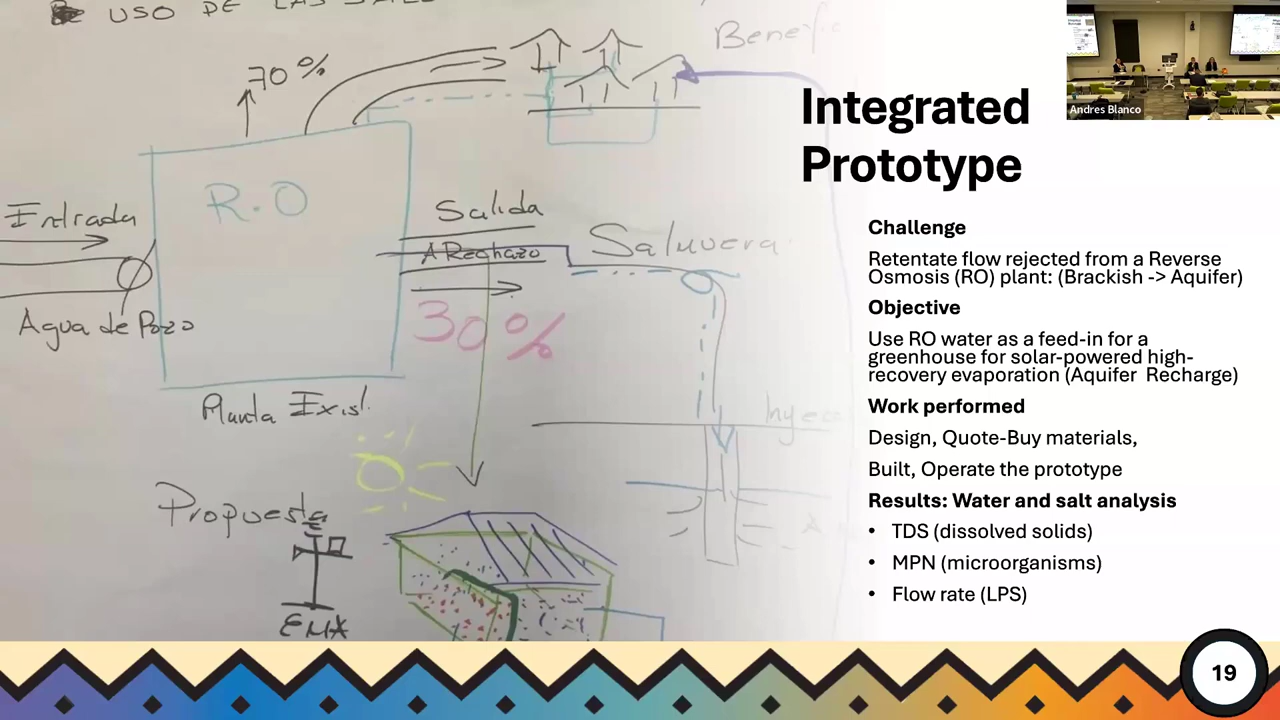 USO DE LAS
70%
Benefic
R.O
Entrada
Agua de Pozo
Salida
A Rechazo
30%
Salmuera
Planta Exist.
Inyec
Propuesta
EMA
Andres Blanco
Integrated
Prototype
Challenge
Retentate flow rejected from a Reverse
Osmosis (RO) plant: (Brackish -> Aquifer)
Objective
Use RO water as a feed-in for a
greenhouse for solar-powered high-
recovery evaporation (Aquifer Recharge)
Work performed
Design, Quote-Buy materials,
Built, Operate the prototype
Results: Water and salt analysis
• TDS (dissolved solids)
• MPN (microorganisms)
• Flow rate (LPS)
19